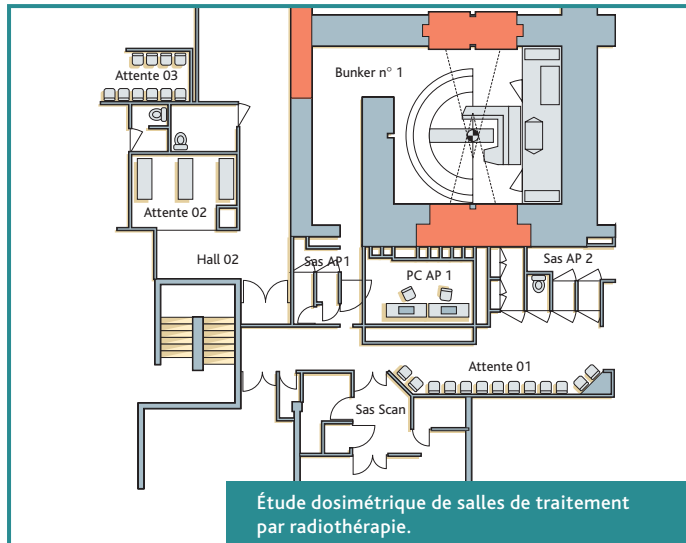 Attente 03
Bunker n° 1
Attente 02
Hall 02
Sas AP1
PC AP 1
Sas AP 2
Attente 01
Sas Scan
Étude dosimétrique de salles de traitement
par radiothérapie.